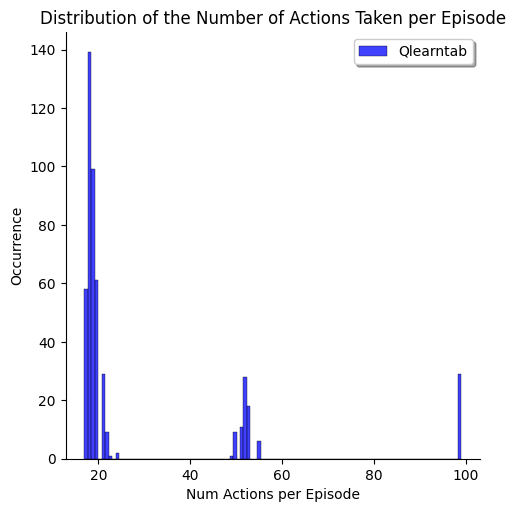 Distribution of the Number of Actions Taken per Episode
Qlearntab
140
120
100
80
60
40
20
0
Occurrence
20 40 60 80 100
Num Actions per Episode